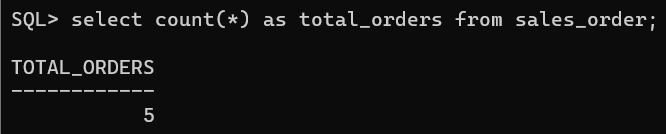 SQL> select count(*) as total_orders from sales_order;
TOTAL_ORDERS
------------
5